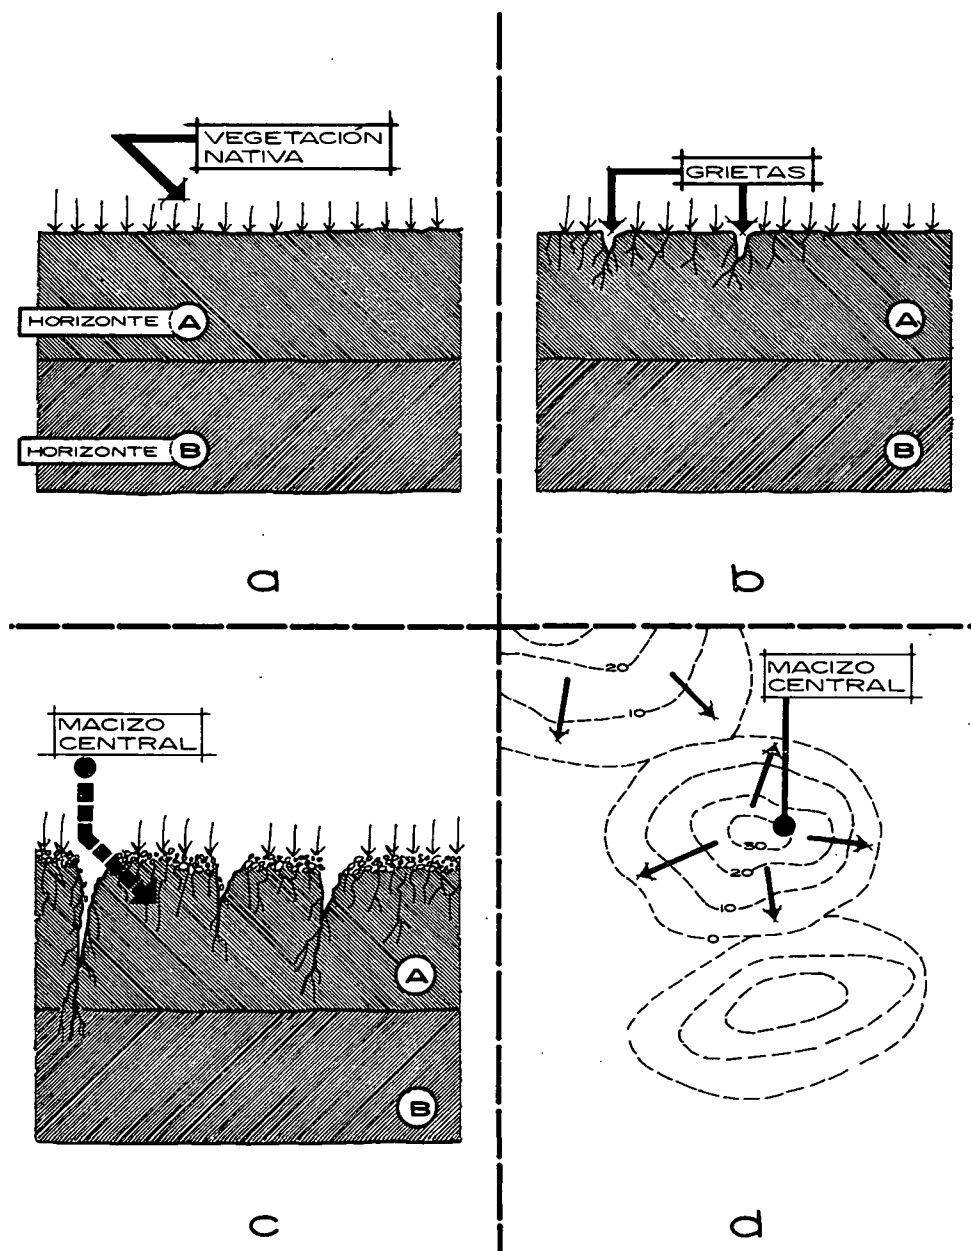 VEGETACIÓN
NATIVA
HORIZONTE A
HORIZONTE B
a
GRIETAS
A
B
b
MACIZO
CENTRAL
A
B
c
MACIZO
CENTRAL
20
10
30
20
10
0
d